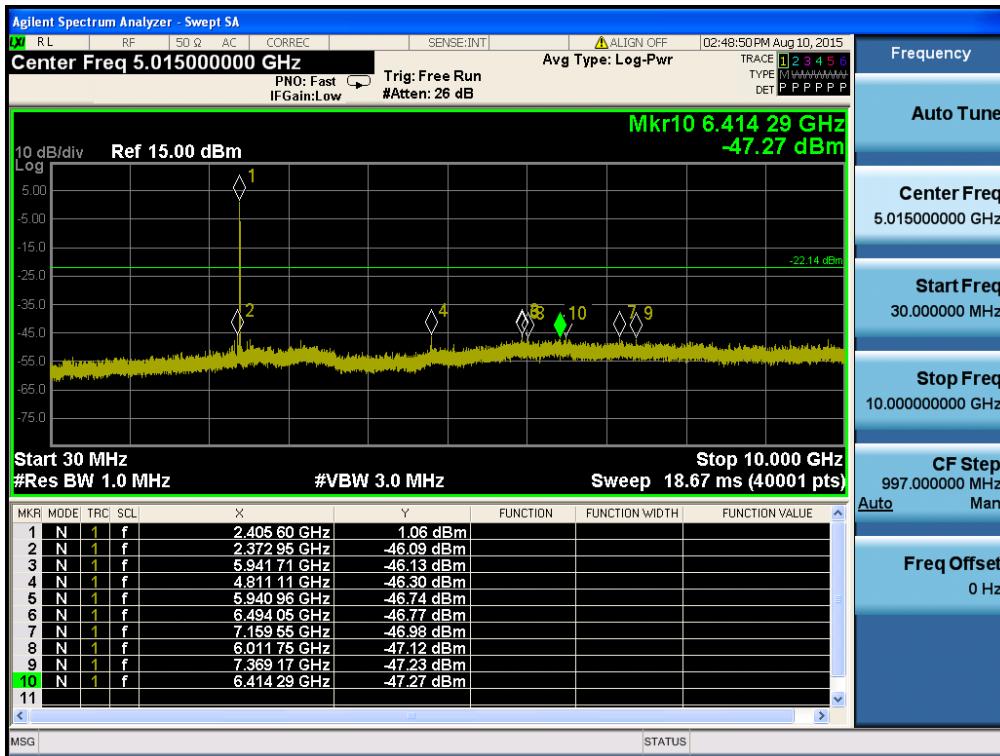 Agilent Spectrum Analyzer - Swept SA
LXI RL RF 50 Ω AC CORREC SENSE:INT ALIGN OFF 02:48:50 PM Aug 10, 2015
Center Freq 5.015000000 GHz
PNO: Fast
IFGain:Low
Trig: Free Run
#Atten: 26 dB
Avg Type: Log-Pwr
TRACE 1 2 3 4 5 6
TYPE
DET P P P P P P
Mkr10 6.414 29 GHz
-47.27 dBm
10 dB/div Ref 15.00 dBm
Log
5.00
-5.00
-15.0
-25.0
-35.0
-45.0
-55.0
-65.0
-75.0
-22.14 dBm
1
2
4
8
10
7
9
Start 30 MHz Stop 10.000 GHz
#Res BW 1.0 MHz #VBW 3.0 MHz Sweep 18.67 ms (40001 pts)
MKR MODE TRC SCL X Y FUNCTION FUNCTION WIDTH FUNCTION VALUE
1 N 1 f 2.405 60 GHz 1.06 dBm
2 N 1 f 2.372 95 GHz -46.09 dBm
3 N 1 f 5.941 71 GHz -46.13 dBm
4 N 1 f 4.811 11 GHz -46.30 dBm
5 N 1 f 5.940 96 GHz -46.74 dBm
6 N 1 f 6.494 05 GHz -46.77 dBm
7 N 1 f 7.159 55 GHz -46.98 dBm
8 N 1 f 6.011 75 GHz -47.12 dBm
9 N 1 f 7.369 17 GHz -47.23 dBm
10 N 1 f 6.414 29 GHz -47.27 dBm
11
MSG STATUS
Frequency
Auto Tune
Center Freq
5.015000000 GHz
Start Freq
30.000000 MHz
Stop Freq
10.000000000 GHz
CF Step
997.000000 MHz
Auto Man
Freq Offset
0 Hz